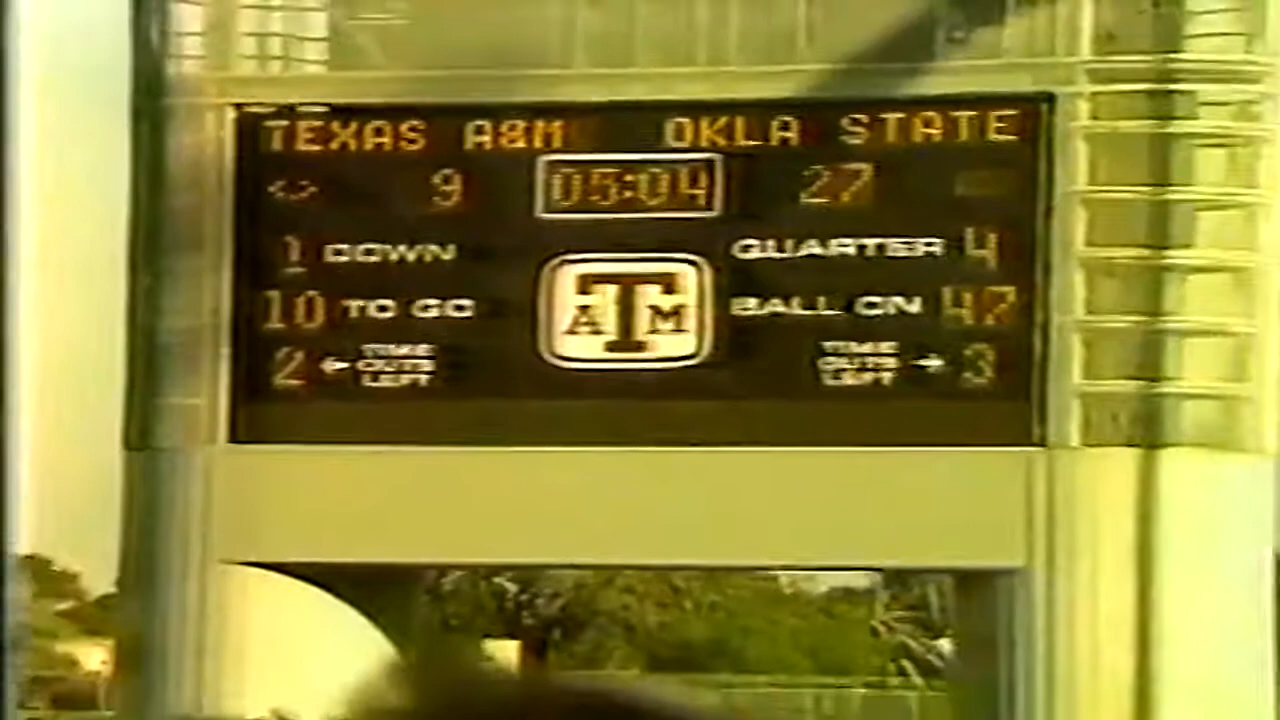 TEXAS A&M OKLA STATE
<> 9 05:04 27
1 DOWN QUARTER 4
ATM
10 TO GO BALL ON 47
2 ← TIME OUTS LEFT TIME OUTS LEFT → 3